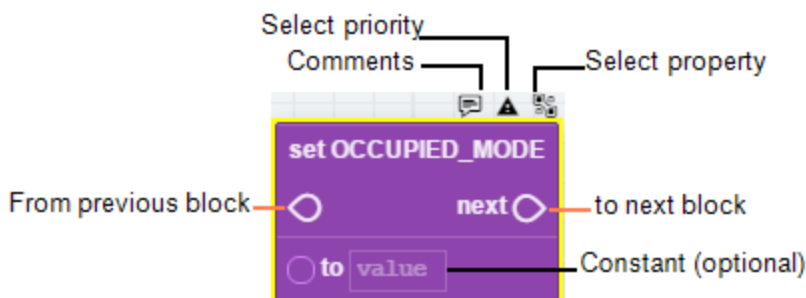 Select priority
Comments
Select property
set OCCUPIED_MODE
From previous block
next
to next block
to value
Constant (optional)